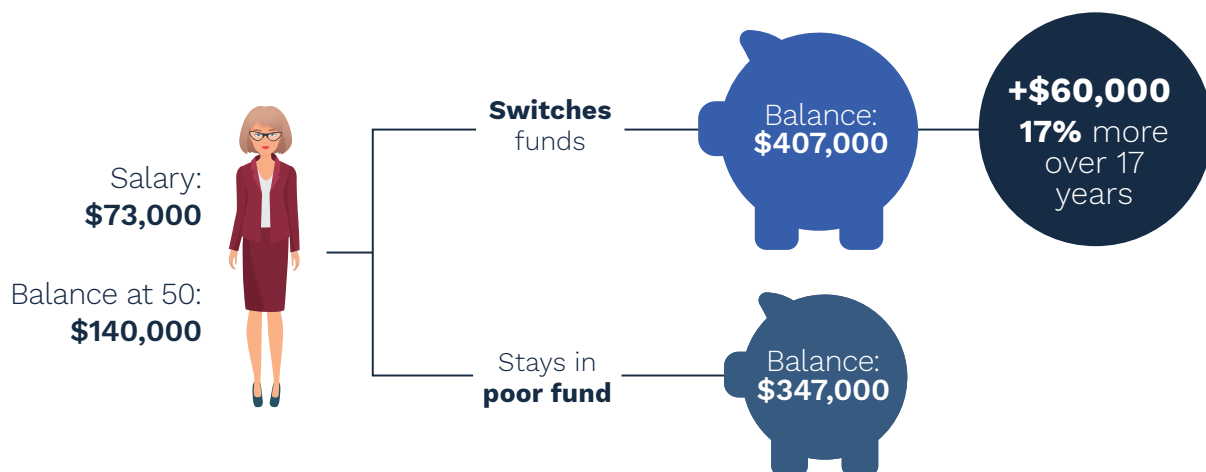 Salary:
$73,000
Balance at 50:
$140,000
Switches
funds
Balance:
$407,000
+$60,000
17% more
over 17
years
Stays in
poor fund
Balance:
$347,000